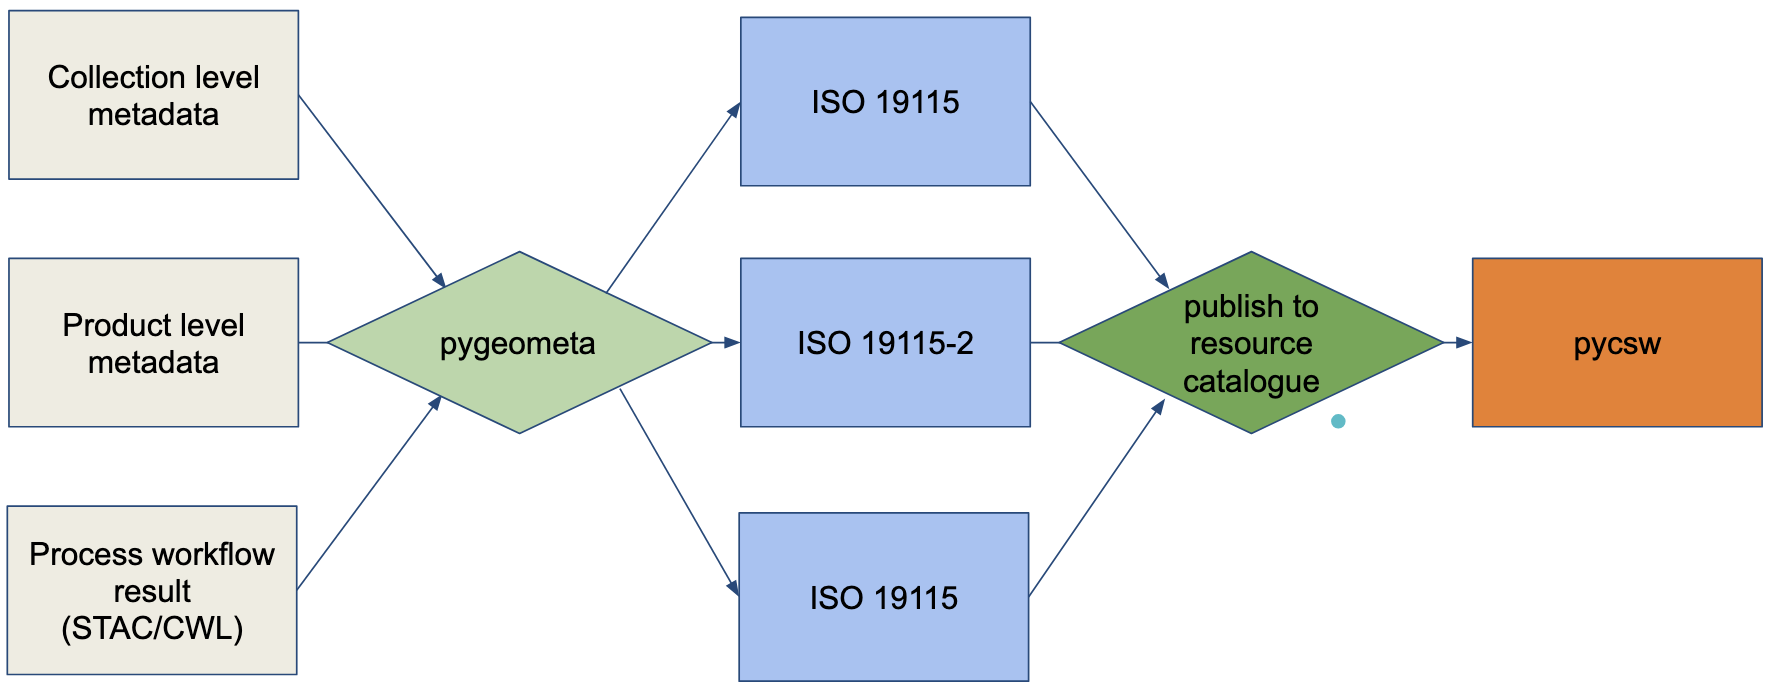 Collection level
metadata
Product level
metadata
Process workflow
result
(STAC/CWL)
pygeometa
ISO 19115
ISO 19115-2
ISO 19115
publish to
resource
catalogue
pycsw